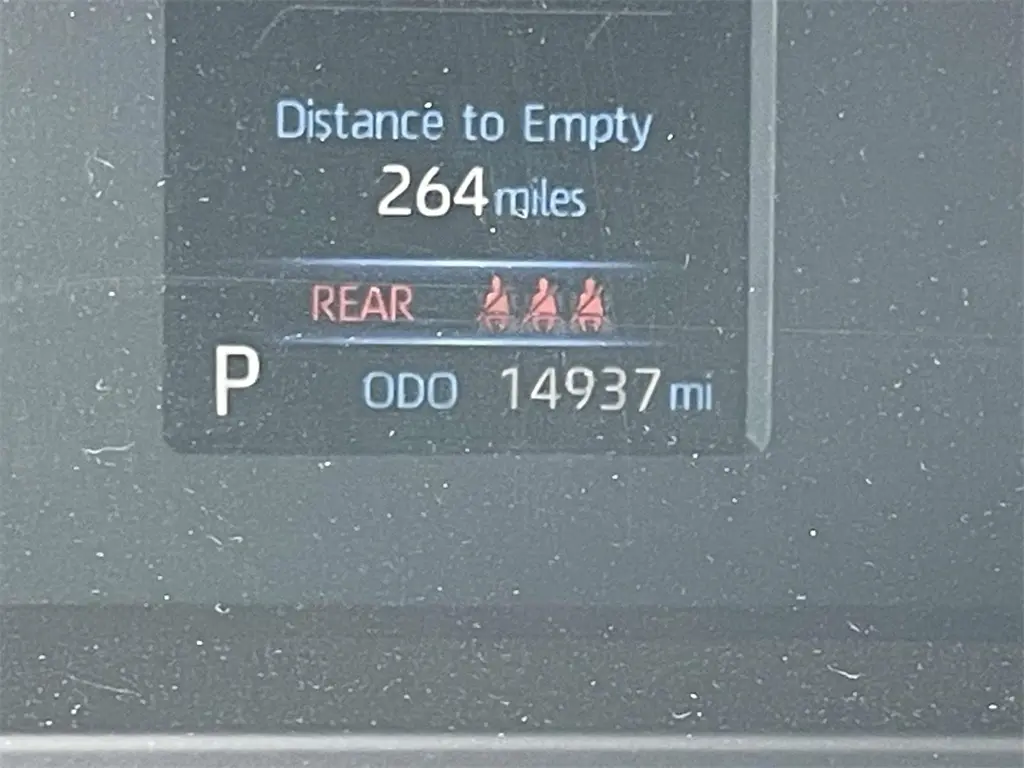 Distance to Empty
264 miles
REAR
P ODO 14937 mi